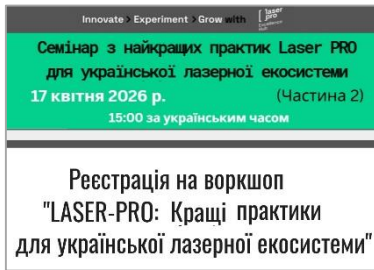 Innovate > Experiment > Grow with
laser
pro
Семінар з найкращих практик Laser PRO
для української лазерної екосистеми
17 квітня 2026 р.
(Частина 2)
15:00 за українським часом
Реєстрація на воркшоп
"LASER-PRO: Кращі практики
для української лазерної екосистеми"